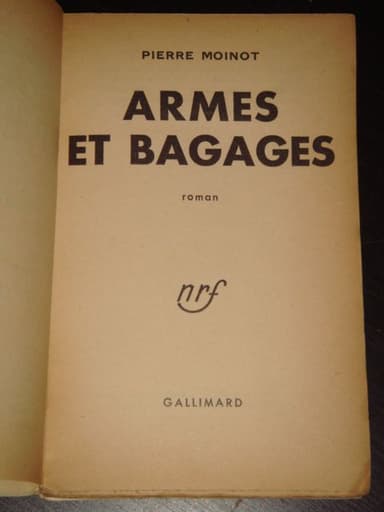 PIERRE MOINOT
ARMES
ET BAGAGES
roman
nrf
GALLIMARD